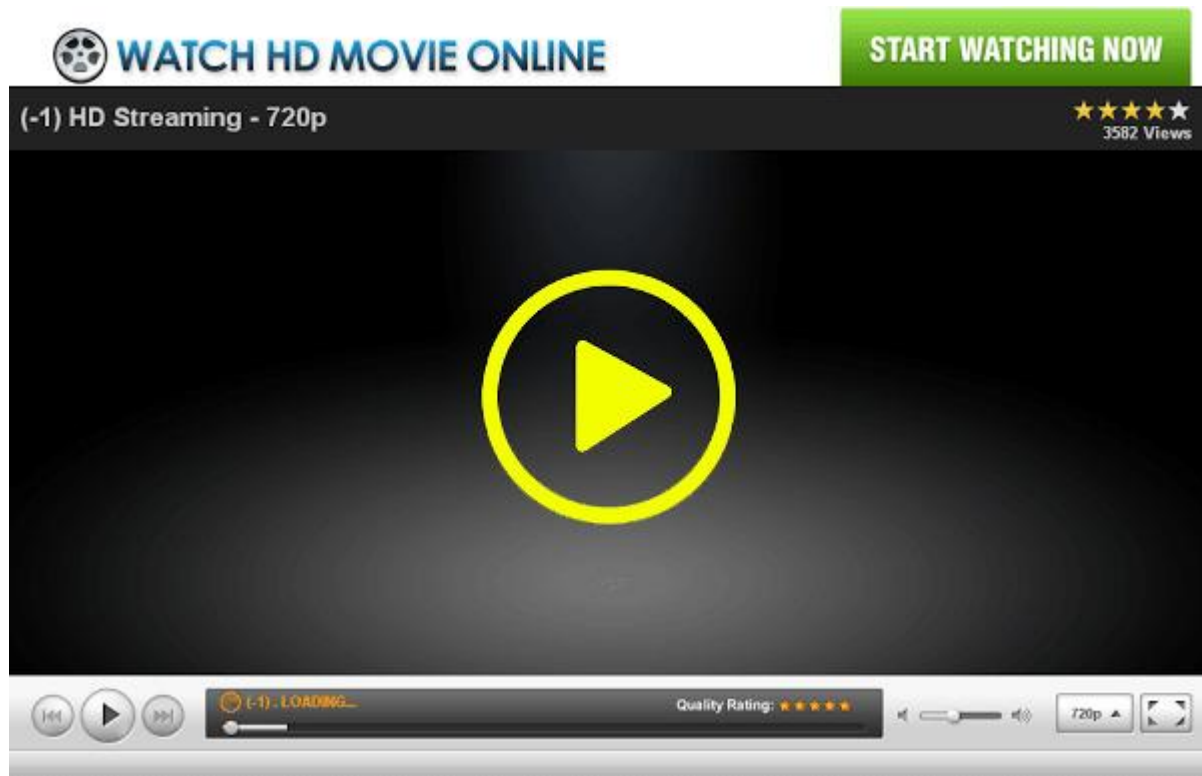 WATCH HD MOVIE ONLINE
START WATCHING NOW
(-1) HD Streaming - 720p
3582 Views
(-1) : LOADING...
Quality Rating:
720p